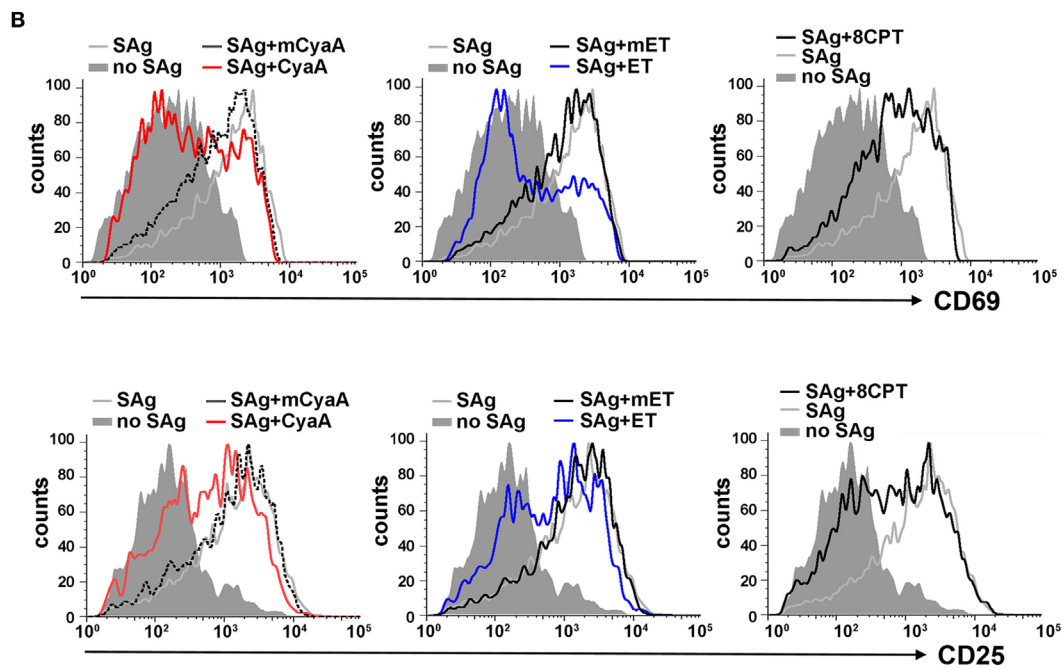 B
SAg SAg+mCyaA
no SAg SAg+CyaA
SAg SAg+mET
no SAg SAg+ET
SAg+8CPT
SAg
no SAg
counts
100
80
60
40
20
0
10⁰ 10² 10³ 10⁴ 10⁵
counts
100
80
60
40
20
0
10⁰ 10² 10³ 10⁴ 10⁵
counts
100
80
60
40
20
0
10⁰ 10² 10³ 10⁴ 10⁵
CD69
SAg SAg+mCyaA
no SAg SAg+CyaA
SAg SAg+mET
no SAg SAg+ET
SAg+8CPT
SAg
no SAg
counts
100
80
60
40
20
0
10⁰ 10² 10³ 10⁴ 10⁵
counts
100
80
60
40
20
0
10⁰ 10² 10³ 10⁴ 10⁵
counts
100
80
60
40
20
0
10⁰ 10² 10³ 10⁴ 10⁵
CD25